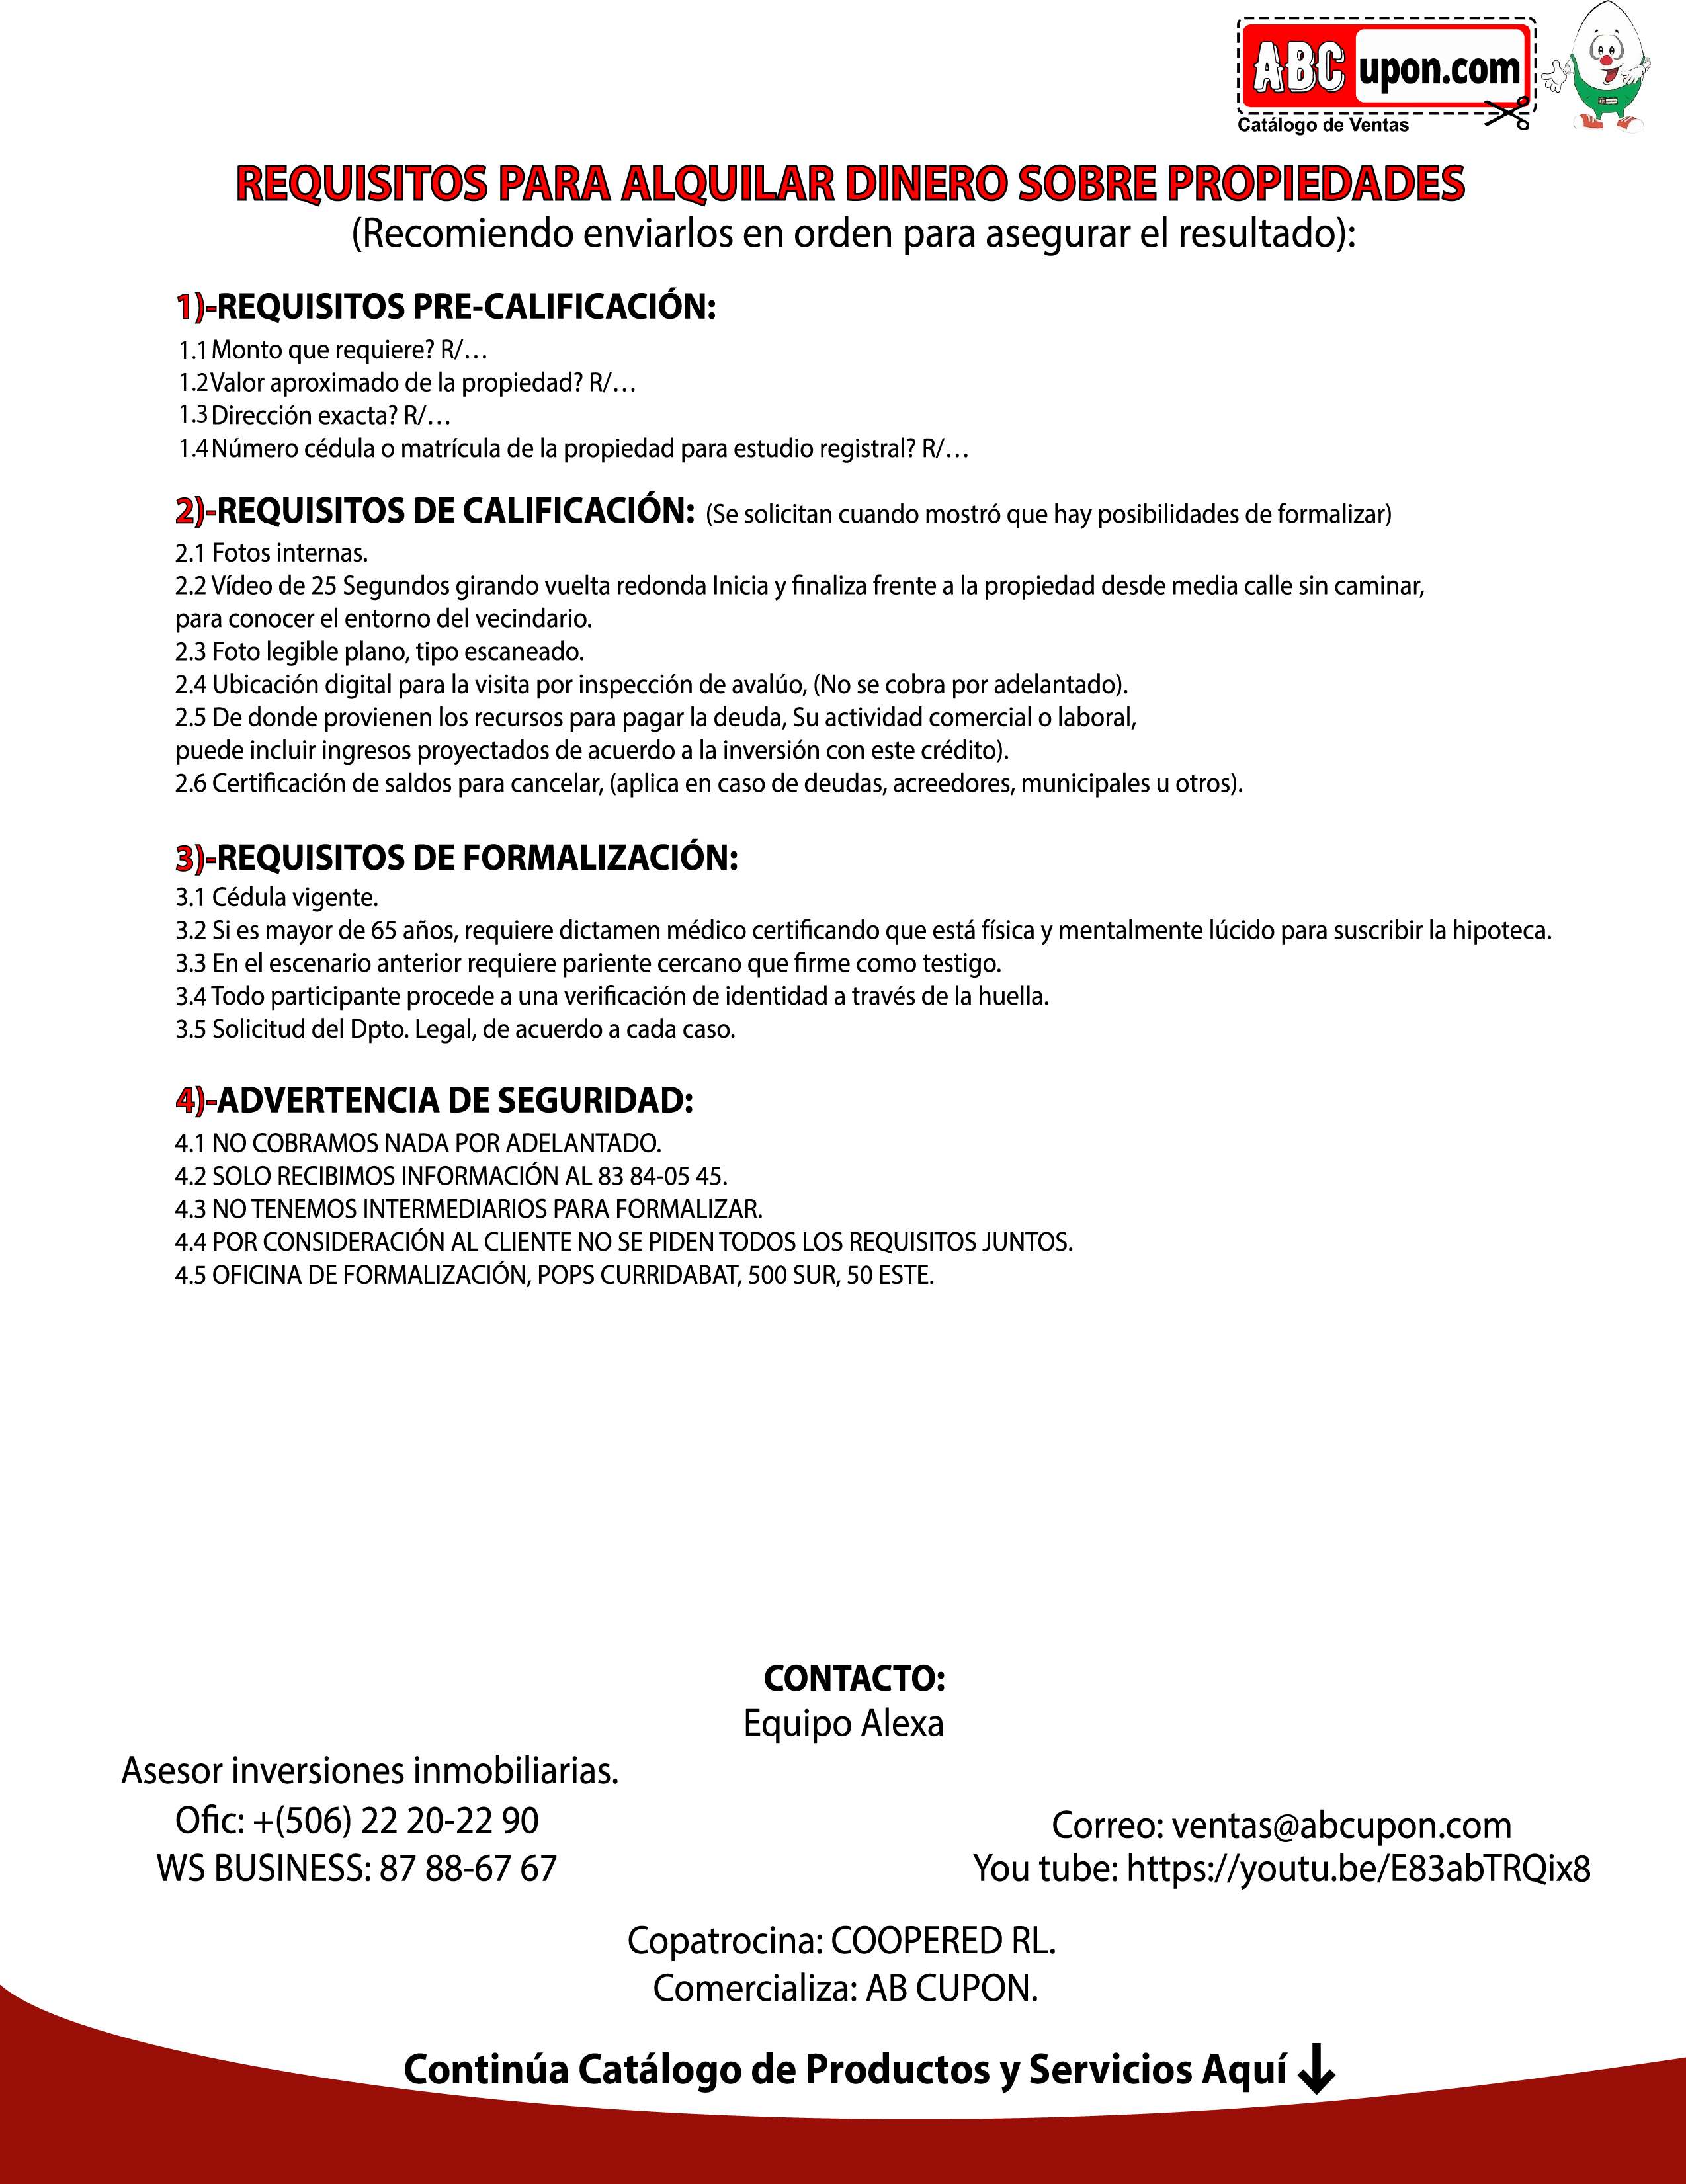 ABC upon.com
Catálogo de Ventas
REQUISITOS PARA ALQUILAR DINERO SOBRE PROPIEDADES
(Recomiendo enviarlos en orden para asegurar el resultado):
1)-REQUISITOS PRE-CALIFICACIÓN:
1.1 Monto que requiere? R/…
1.2 Valor aproximado de la propiedad? R/…
1.3 Dirección exacta? R/…
1.4 Número cédula o matrícula de la propiedad para estudio registral? R/…
2)-REQUISITOS DE CALIFICACIÓN: (Se solicitan cuando mostró que hay posibilidades de formalizar)
2.1 Fotos internas.
2.2 Vídeo de 25 Segundos girando vuelta redonda Inicia y finaliza frente a la propiedad desde media calle sin caminar,
para conocer el entorno del vecindario.
2.3 Foto legible plano, tipo escaneado.
2.4 Ubicación digital para la visita por inspección de avalúo, (No se cobra por adelantado).
2.5 De donde provienen los recursos para pagar la deuda, Su actividad comercial o laboral,
puede incluir ingresos proyectados de acuerdo a la inversión con este crédito).
2.6 Certificación de saldos para cancelar, (aplica en caso de deudas, acreedores, municipales u otros).
3)-REQUISITOS DE FORMALIZACIÓN:
3.1 Cédula vigente.
3.2 Si es mayor de 65 años, requiere dictamen médico certificando que está física y mentalmente lúcido para suscribir la hipoteca.
3.3 En el escenario anterior requiere pariente cercano que firme como testigo.
3.4 Todo participante procede a una verificación de identidad a través de la huella.
3.5 Solicitud del Dpto. Legal, de acuerdo a cada caso.
4)-ADVERTENCIA DE SEGURIDAD:
4.1 NO COBRAMOS NADA POR ADELANTADO.
4.2 SOLO RECIBIMOS INFORMACIÓN AL 83 84-05 45.
4.3 NO TENEMOS INTERMEDIARIOS PARA FORMALIZAR.
4.4 POR CONSIDERACIÓN AL CLIENTE NO SE PIDEN TODOS LOS REQUISITOS JUNTOS.
4.5 OFICINA DE FORMALIZACIÓN, POPS CURRIDABAT, 500 SUR, 50 ESTE.
CONTACTO:
Equipo Alexa
Asesor inversiones inmobiliarias.
Ofic: +(506) 22 20-22 90
WS BUSINESS: 87 88-67 67
Correo: ventas@abcupon.com
You tube: https://youtu.be/E83abTRQix8
Copatrocina: COOPERED RL.
Comercializa: AB CUPON.
Continúa Catálogo de Productos y Servicios Aquí